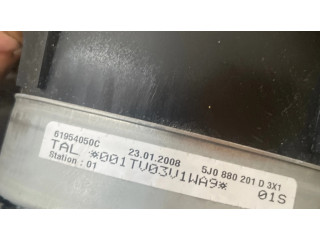 61954050C 23.01.2008 5J0 880 201 D 3X1
TAL *001TV03V1WA9* 01S
Station : 01